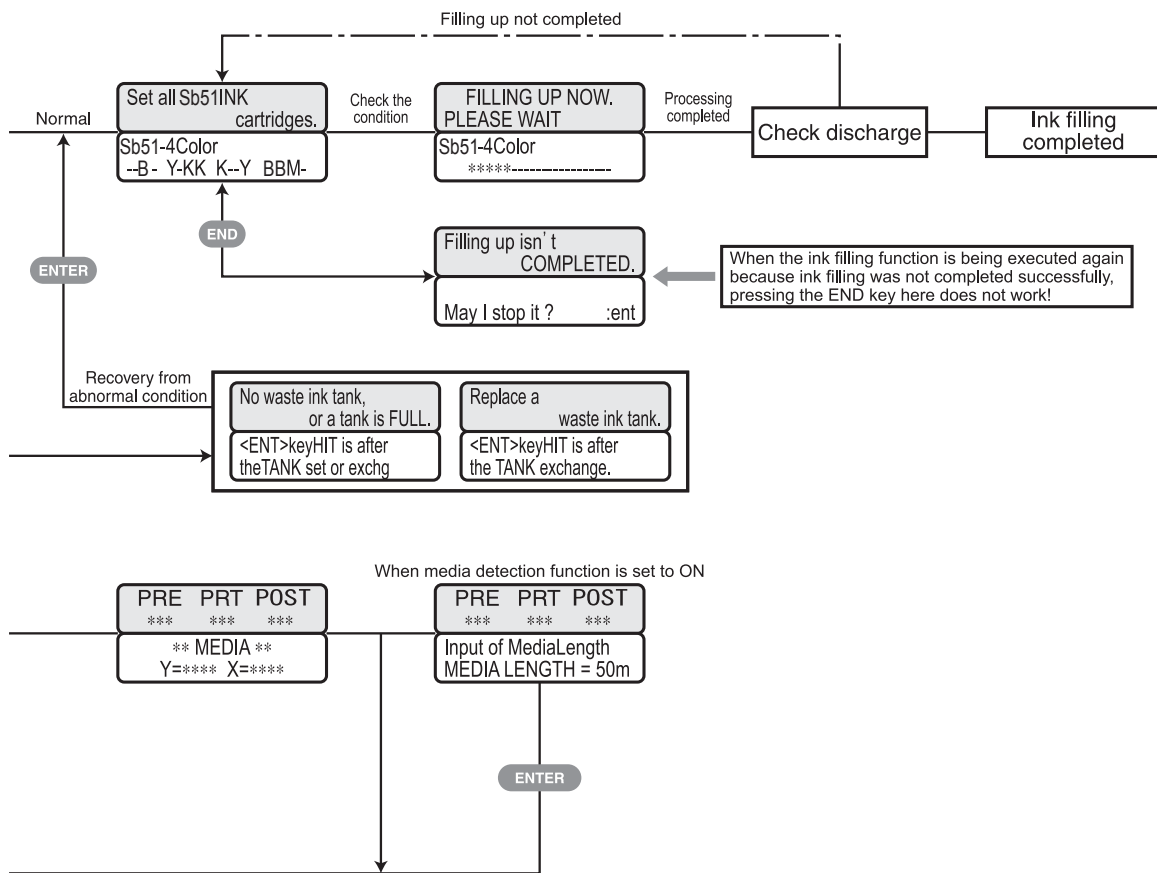 Filling up not completed
Normal
Set all Sb51INK
cartridges.
Sb51-4Color
--B- Y-KK K--Y BBM-
Check the
condition
FILLING UP NOW.
PLEASE WAIT
Sb51-4Color
*****------------------
Processing
completed
Check discharge
Ink filling
completed
END
ENTER
Filling up isn't
COMPLETED.
May I stop it ? :ent
When the ink filling function is being executed again
because ink filling was not completed successfully,
pressing the END key here does not work!
Recovery from
abnormal condition
No waste ink tank,
or a tank is FULL.
<ENT>keyHIT is after
theTANK set or exchg
Replace a
waste ink tank.
<ENT>keyHIT is after
the TANK exchange.
When media detection function is set to ON
PRE PRT POST
*** *** ***
** MEDIA **
Y=**** X=****
PRE PRT POST
*** *** ***
Input of MediaLength
MEDIA LENGTH = 50m
ENTER